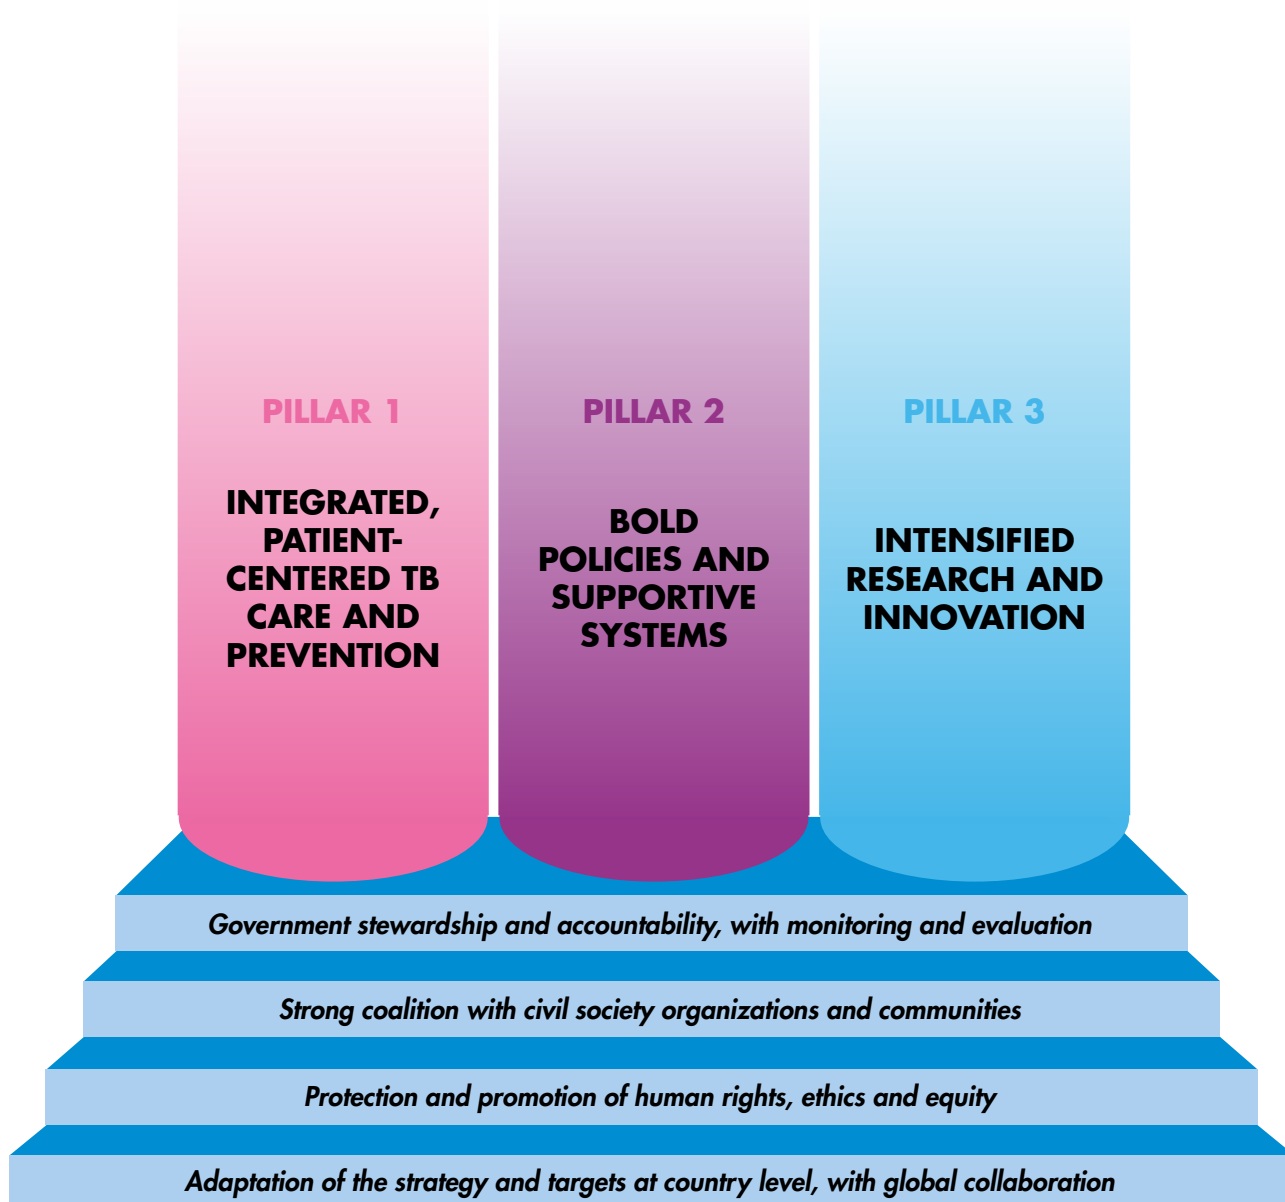 PILLAR 1
INTEGRATED,
PATIENT-
CENTERED TB
CARE AND
PREVENTION
PILLAR 2
BOLD
POLICIES AND
SUPPORTIVE
SYSTEMS
PILLAR 3
INTENSIFIED
RESEARCH AND
INNOVATION
Government stewardship and accountability, with monitoring and evaluation
Strong coalition with civil society organizations and communities
Protection and promotion of human rights, ethics and equity
Adaptation of the strategy and targets at country level, with global collaboration